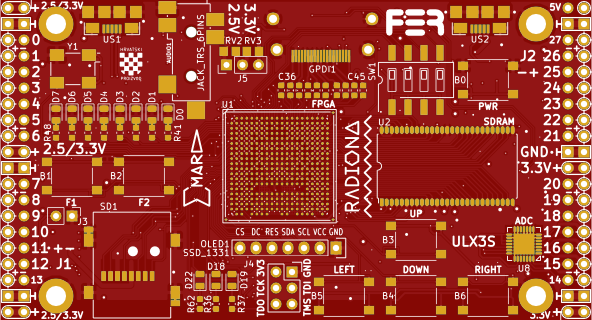 + 2.5/3.3V
US1
2.5V
3.3V
FER
US2
5V
+
0
1
2
3
4
5
6
+ 2.5/3.3V
Y1
HRVATSKI
PROIZVOD
AUDIO1
JACK_TRS_6PINS
RV2 RV3
J5
GPDI1
C36
C45
SW1
B0
PWR
J2
-+
27
26
25
24
23
22
21
GND+
3.3V+
D7
D6
D5
D4
D3
D2
D1
D0
R48
R41
U1
FPGA
U2
SDRAM
MAR
RADIONA
B1
B2
F1
F2
7
8
9
10
11 +-
12 J1
13
+
+ 2.5/3.3V
J3
SD1
CS DC RES SDA SCL VCC GND
OLED1
SSD_1331
J4
D18
D22
D19
R62
R36
R37
TDO TCK 3V3
TMS TDI GND
UP
B3
ULX3S
ADC
U8
LEFT
B5
DOWN
B4
RIGHT
B6
20
19
18
17
16
15
14
+
3.3V+